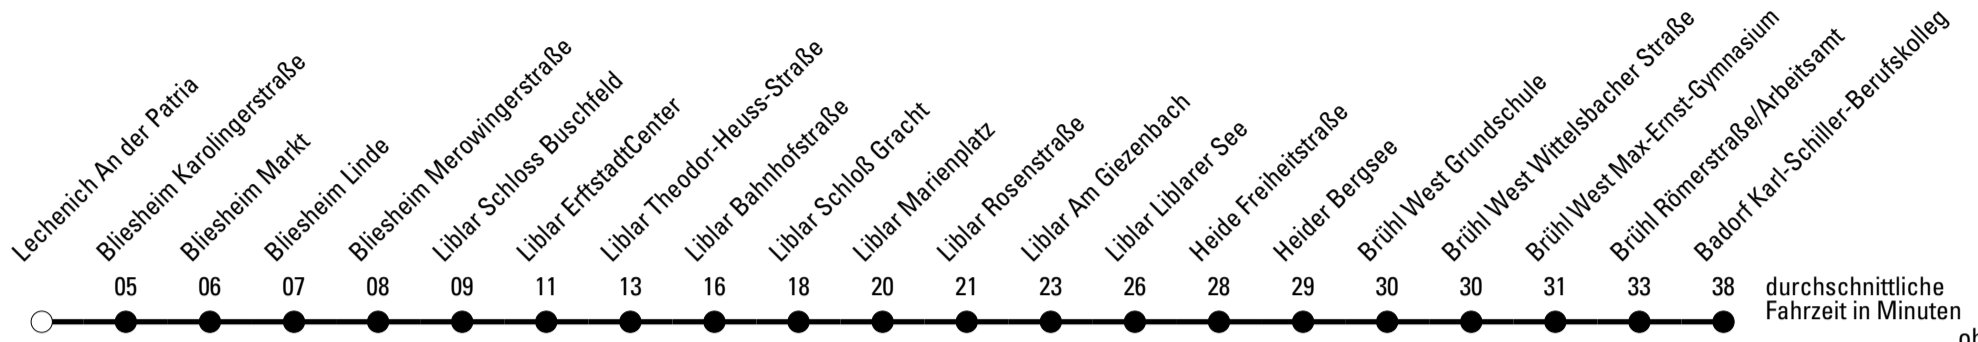 Lechenich An der Patria
Bliesheim Karolingerstraße
Bliesheim Markt
Bliesheim Linde
Bliesheim Merowingerstraße
Liblar Schloss Buschfeld
Liblar ErftstadtCenter
Liblar Theodor-Heuss-Straße
Liblar Bahnhofstraße
Liblar Schloß Gracht
Liblar Marienplatz
Liblar Rosenstraße
Liblar Am Giezenbach
Liblar Liblarer See
Heide Freiheitstraße
Heider Bergsee
Brühl West Grundschule
Brühl West Wittelsbacher Straße
Brühl West Max-Ernst-Gymnasium
Brühl Römerstraße/Arbeitsamt
Badorf Karl-Schiller-Berufskolleg
05 06 07 08 09 11 13 16 18 20 21 23 26 28 29 30 30 31 33 38
durchschnittliche
Fahrzeit in Minuten